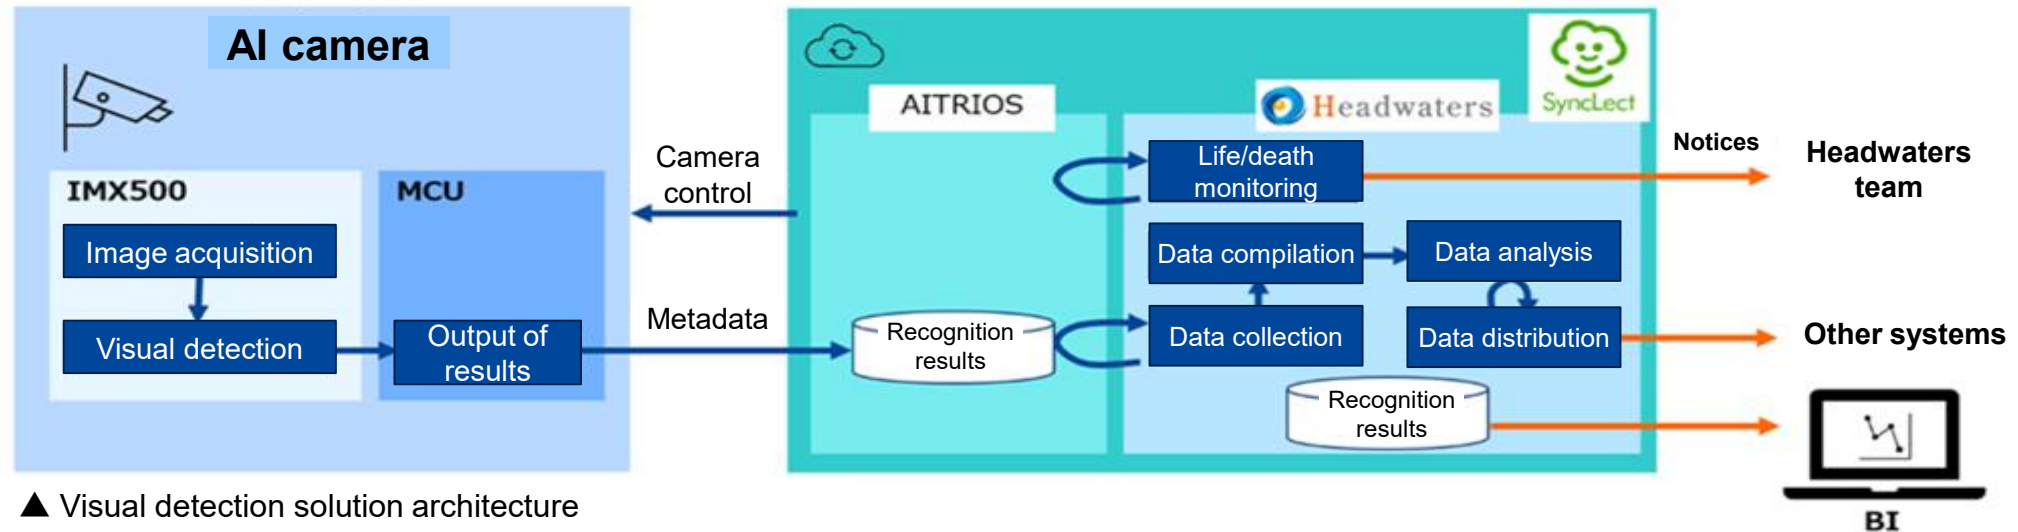 AI camera
IMX500
MCU
Image acquisition
Visual detection
Output of
results
Camera
control
Metadata
AITRIOS
Recognition
results
Headwaters
SyncLect
Life/death
monitoring
Data compilation
Data analysis
Data collection
Data distribution
Recognition
results
Notices
Headwaters
team
Other systems
BI
▲ Visual detection solution architecture